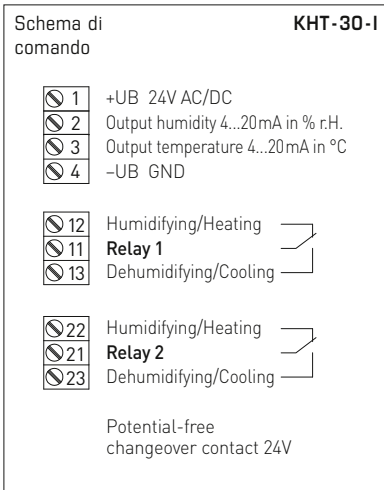 Schema di comando KHT-30-I
1 +UB 24V AC/DC
2 Output humidity 4...20mA in % r.H.
3 Output temperature 4...20mA in °C
4 –UB GND
12 Humidifying/Heating
11 Relay 1
13 Dehumidifying/Cooling
22 Humidifying/Heating
21 Relay 2
23 Dehumidifying/Cooling
Potential-free
changeover contact 24V